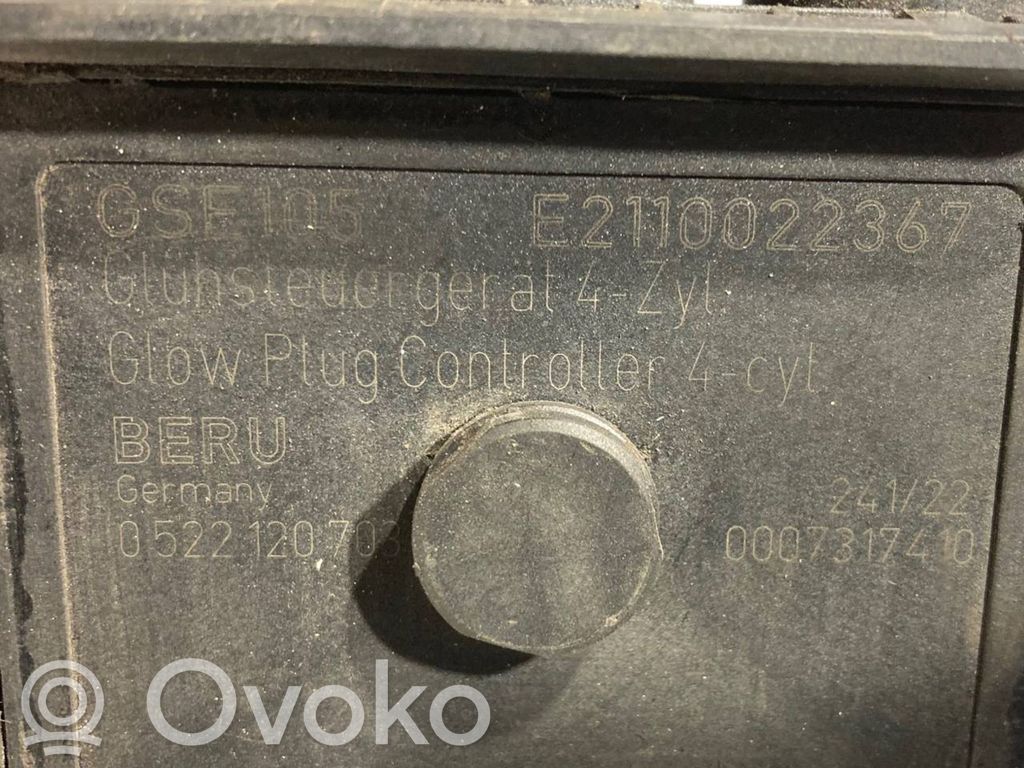 GSE105 E2110022367
Glühsteuergerät 4-Zyl.
Glow Plug Controller 4-cyl
BERU
Germany 241/22
0 522 120 703 0007317410
R Ovoko